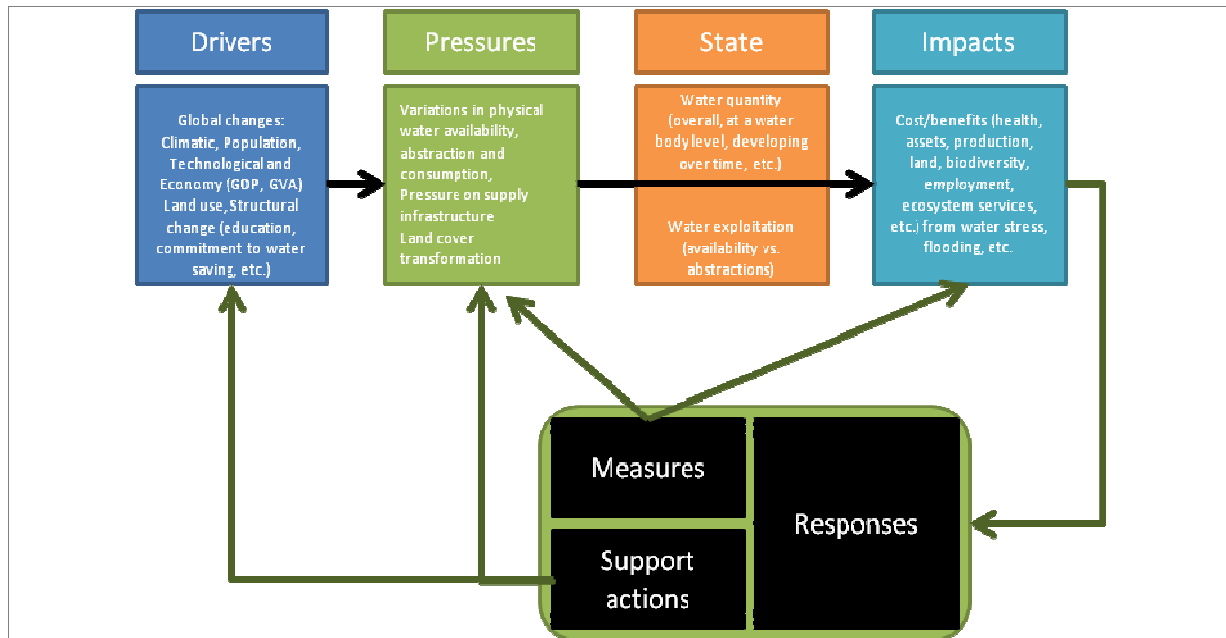 Drivers
Pressures
State
Impacts
Global changes:
Climatic, Population,
Technological and
Economy (GOP, GVA)
Land use, Structural
change (education,
commitment to water
saving, etc.)
Variations in physical
water availability,
abstraction and
consumption,
Pressure on supply
infrastructure
Land cover
transformation
Water quantity
(overall, at a water
body level, developing
over time, etc.)
Water exploitation
(availability vs.
abstractions)
Cost/benefits (health,
assets, production,
land, biodiversity,
employment,
ecosystem services,
etc.) from water stress,
flooding, etc.
Measures
Support
actions
Responses